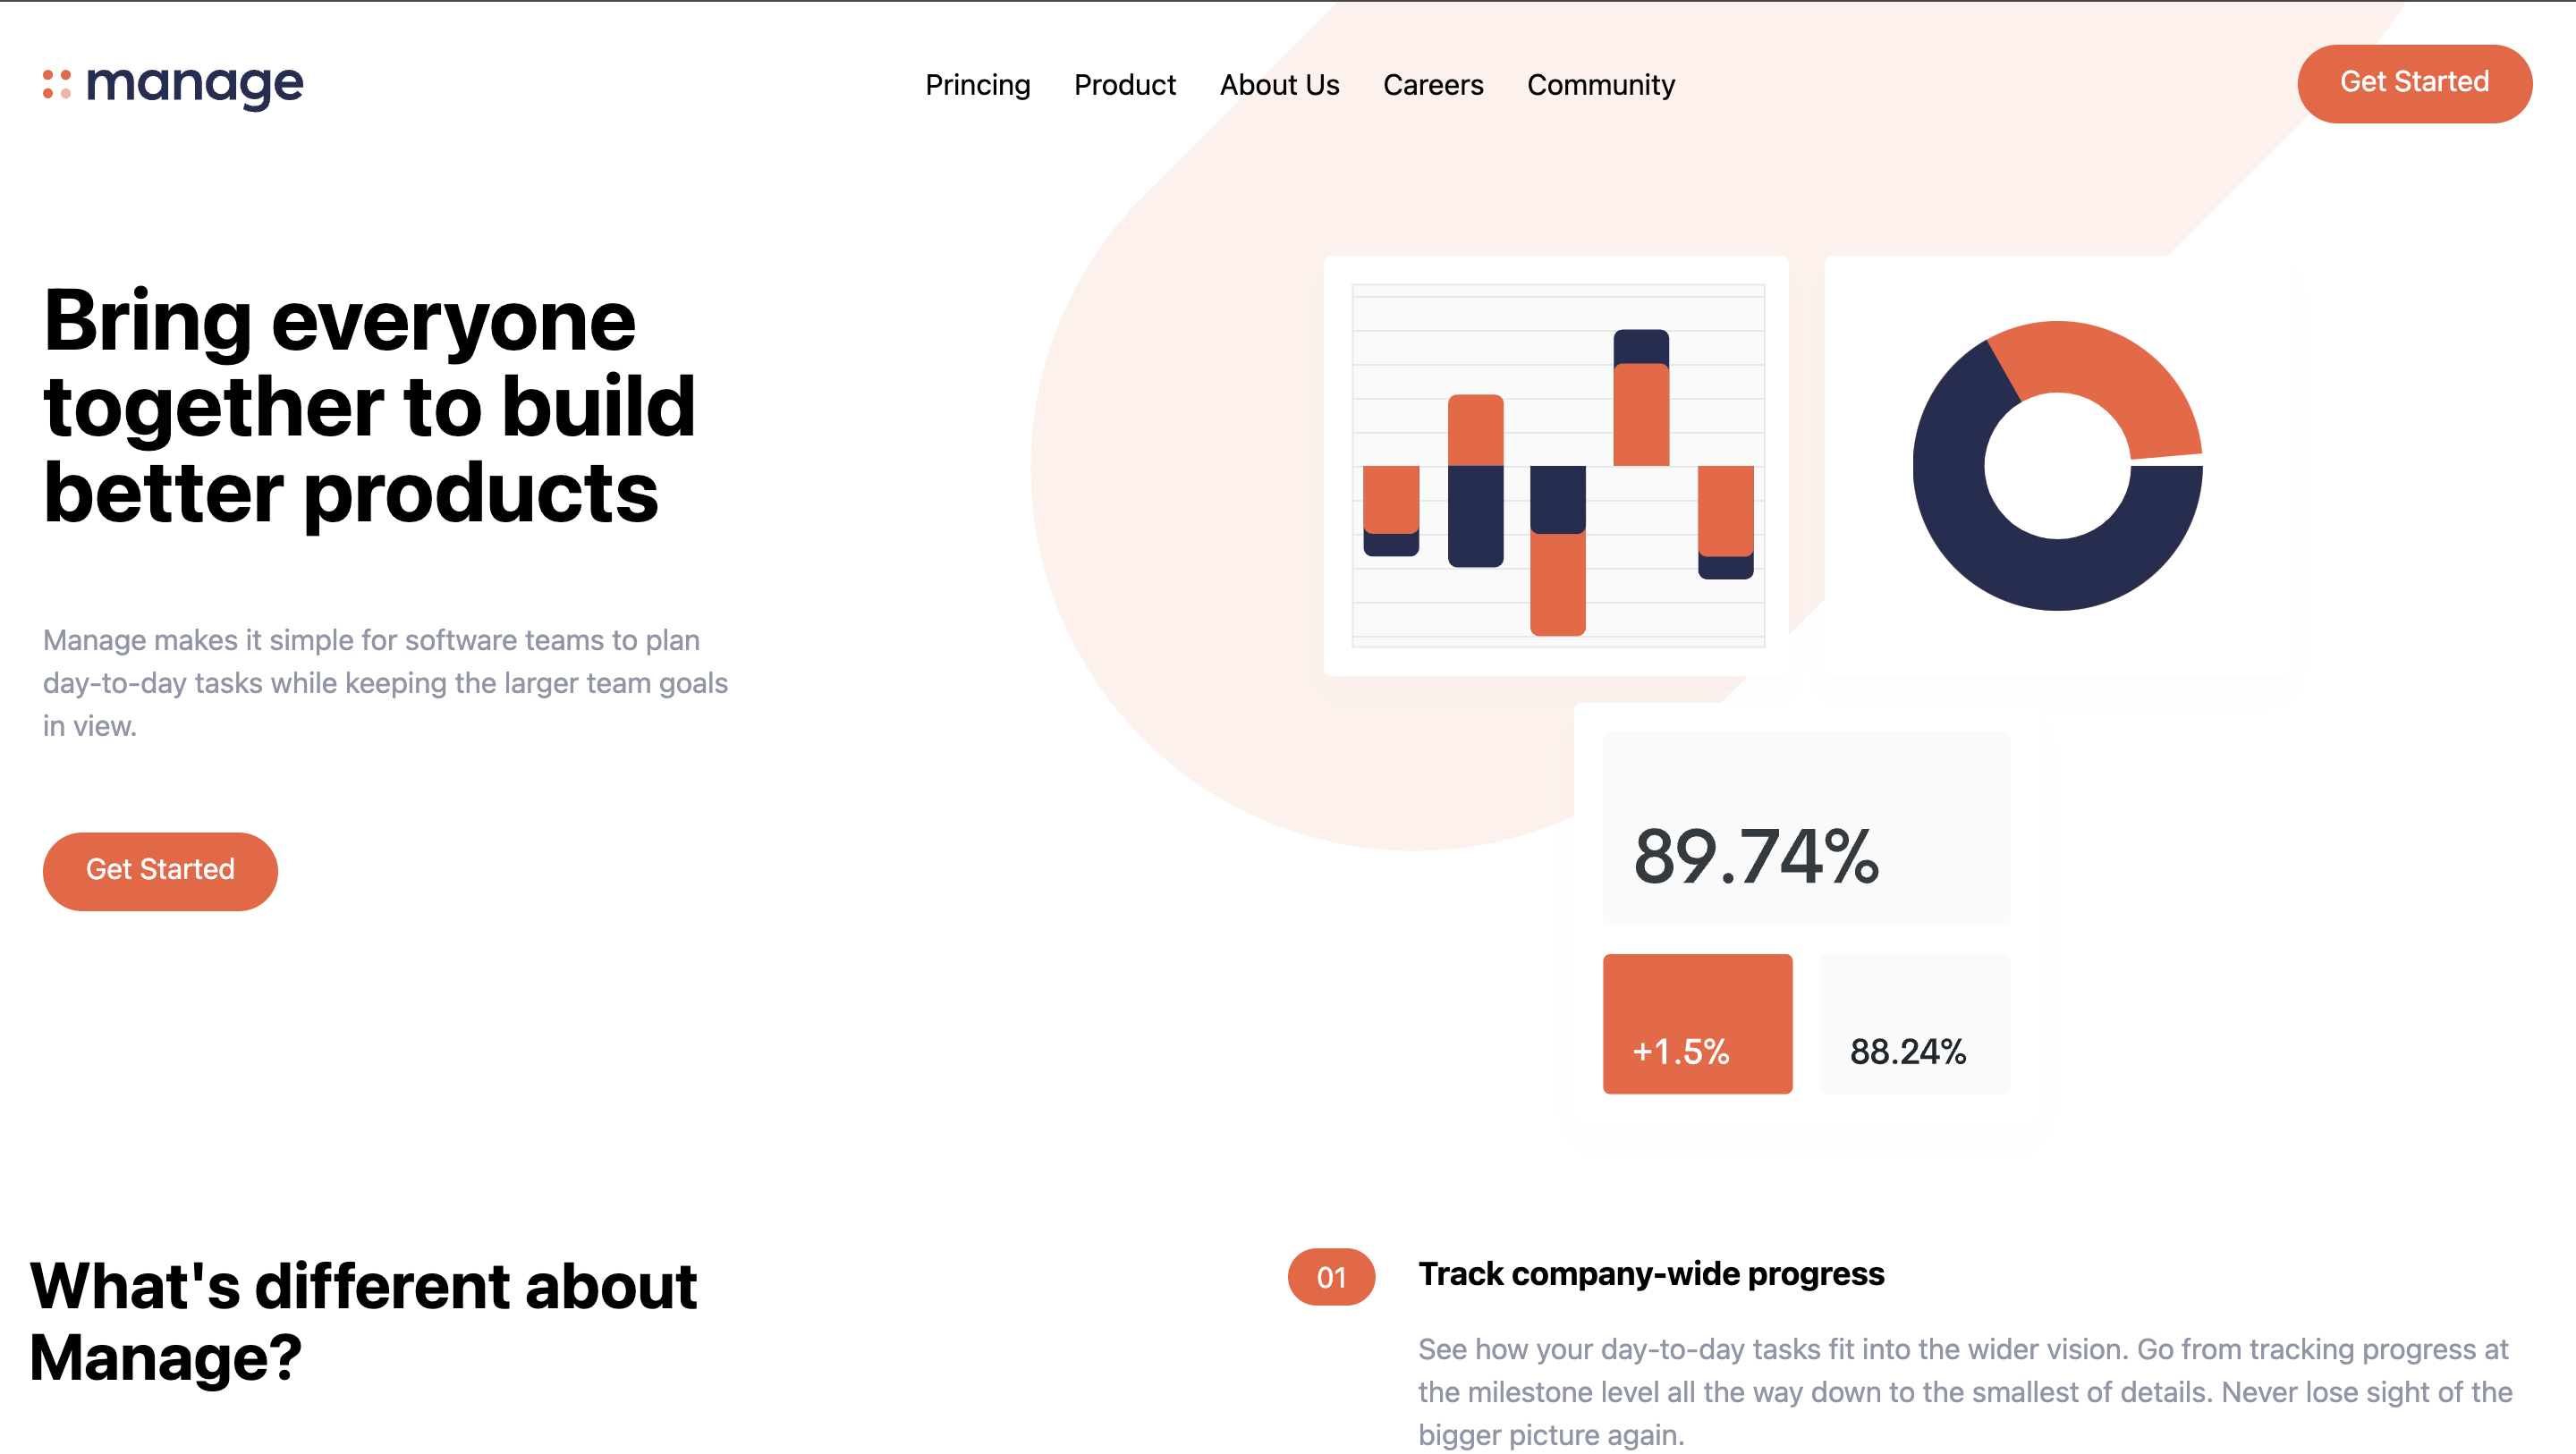 manage
Princing Product About Us Careers Community
Get Started
Bring everyone
together to build
better products
Manage makes it simple for software teams to plan
day-to-day tasks while keeping the larger team goals
in view.
Get Started
89.74%
+1.5% 88.24%
What's different about
Manage?
01 Track company-wide progress
See how your day-to-day tasks fit into the wider vision. Go from tracking progress at
the milestone level all the way down to the smallest of details. Never lose sight of the
bigger picture again.